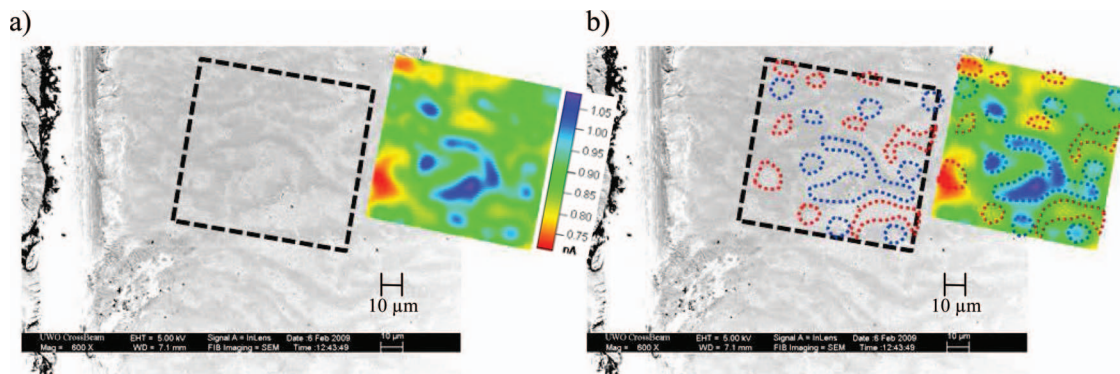 a)
1.05
1.00
0.95
0.90
0.85
0.80
0.75
nA
10 µm
UWO CrossBeam EHT = 5.00 kV Signal A = InLens Date :6 Feb 2009 10 µm
Mag = 600 X WD = 7.1 mm FIB Imaging = SEM Time :12:43:49
b)
10 µm
UWO CrossBeam EHT = 5.00 kV Signal A = InLens Date :6 Feb 2009 10 µm
Mag = 600 X WD = 7.1 mm FIB Imaging = SEM Time :12:43:49